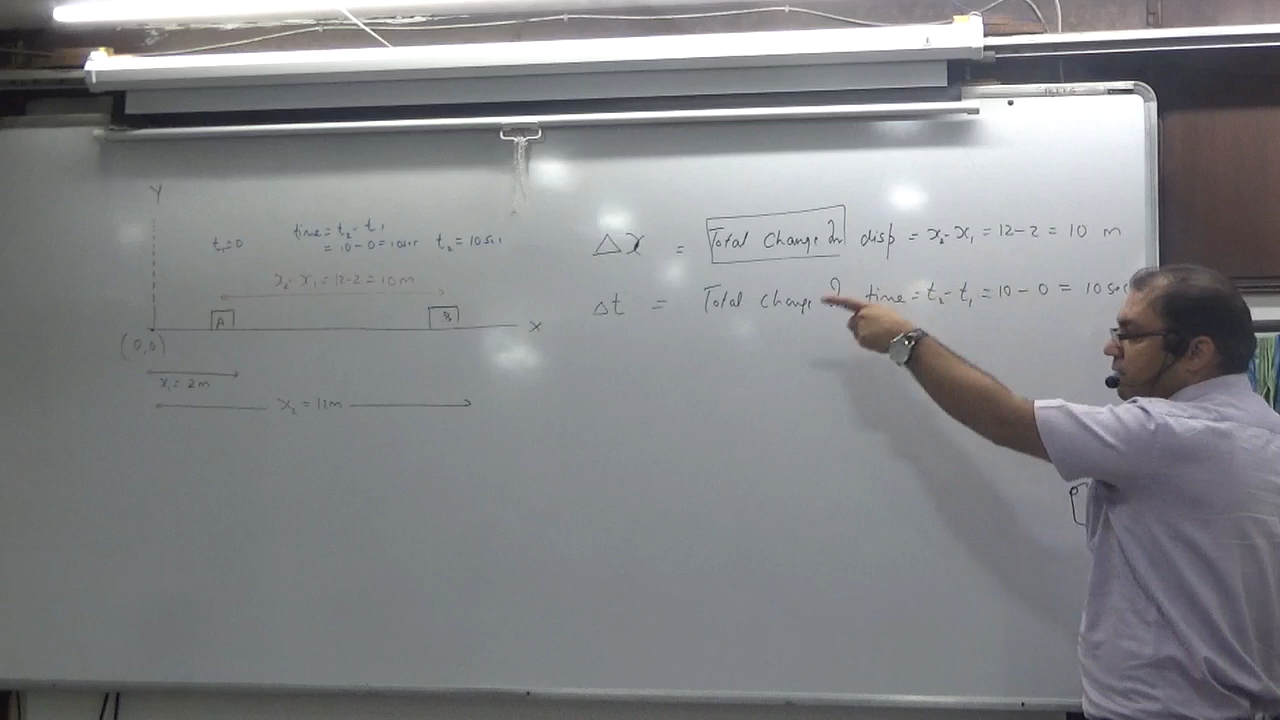 Y
t₁=0
time = t₂ - t₁
= 10 - 0 = 10sec
t₂ = 10 Sec
x₂ - x₁ = 12 - 2 = 10 m
A
B
X
(0,0)
x₁ = 2m
x₂ = 12m
Δx = Total Change In disp = x₂ - x₁ = 12 - 2 = 10 m
Δt = Total Change In time = t₂ - t₁ = 10 - 0 = 10 sec